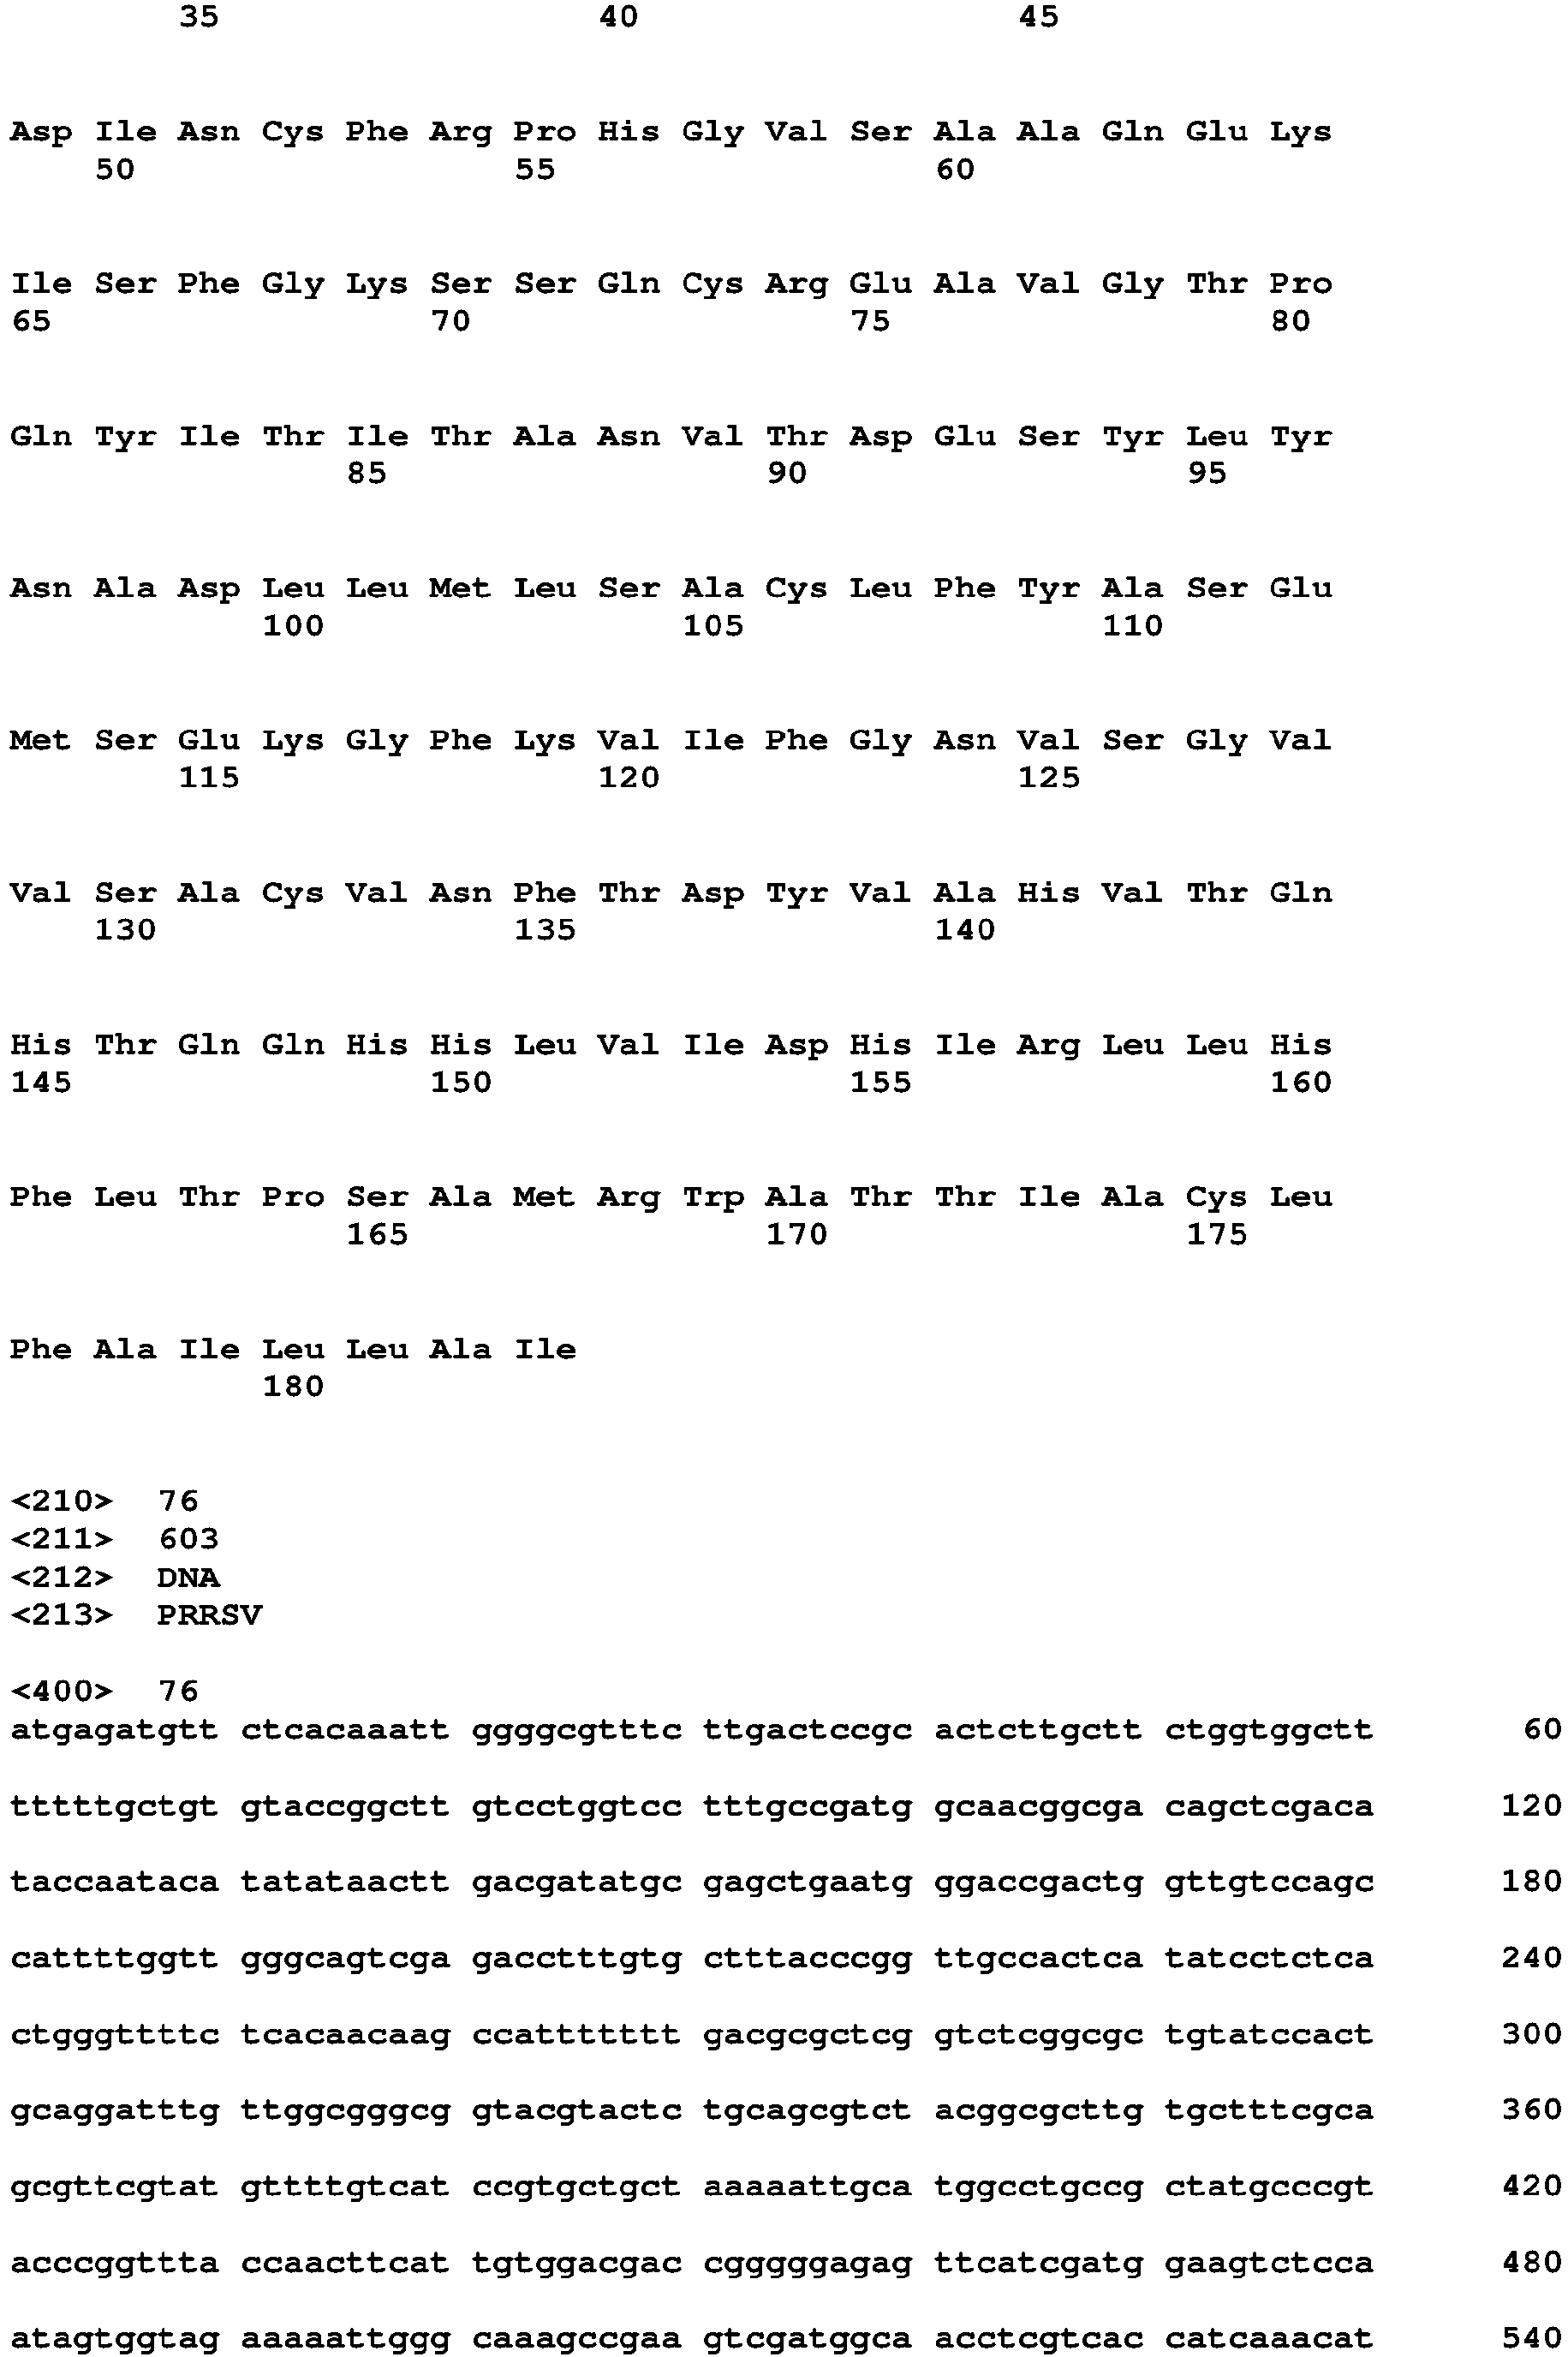 35 40 45
Asp Ile Asn Cys Phe Arg Pro His Gly Val Ser Ala Ala Gln Glu Lys
50 55 60
Ile Ser Phe Gly Lys Ser Ser Gln Cys Arg Glu Ala Val Gly Thr Pro
65 70 75 80
Gln Tyr Ile Thr Ile Thr Ala Asn Val Thr Asp Glu Ser Tyr Leu Tyr
85 90 95
Asn Ala Asp Leu Leu Met Leu Ser Ala Cys Leu Phe Tyr Ala Ser Glu
100 105 110
Met Ser Glu Lys Gly Phe Lys Val Ile Phe Gly Asn Val Ser Gly Val
115 120 125
Val Ser Ala Cys Val Asn Phe Thr Asp Tyr Val Ala His Val Thr Gln
130 135 140
His Thr Gln Gln His His Leu Val Ile Asp His Ile Arg Leu Leu His
145 150 155 160
Phe Leu Thr Pro Ser Ala Met Arg Trp Ala Thr Thr Ile Ala Cys Leu
165 170 175
Phe Ala Ile Leu Leu Ala Ile
180
<210> 76
<211> 603
<212> DNA
<213> PRRSV
<400> 76
atgagatgtt ctcacaaatt ggggcgtttc ttgactccgc actcttgctt ctggtggctt 60
tttttgctgt gtaccggctt gtcctggtcc tttgccgatg gcaacggcga cagctcgaca 120
taccaataca tatataactt gacgatatgc gagctgaatg ggaccgactg gttgtccagc 180
cattttggtt gggcagtcga gacctttgtg ctttacccgg ttgccactca tatcctctca 240
ctgggttttc tcacaacaag ccattttttt gacgcgctcg gtctcggcgc tgtatccact 300
gcaggatttg ttggcgggcg gtacgtactc tgcagcgtct acggcgcttg tgctttcgca 360
gcgttcgtat gttttgtcat ccgtgctgct aaaaattgca tggcctgccg ctatgcccgt 420
acccggttta ccaacttcat tgtggacgac cgggggagag ttcatcgatg gaagtctcca 480
atagtggtag aaaaattggg caaagccgaa gtcgatggca acctcgtcac catcaaacat 540